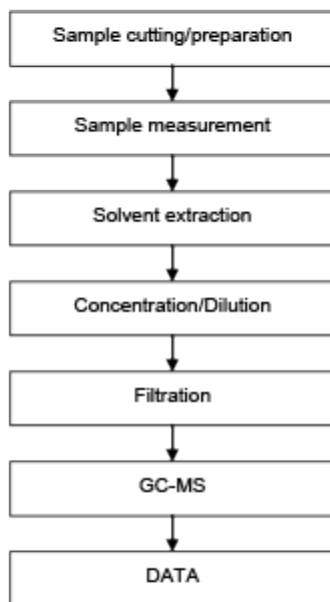 Sample cutting/preparation
Sample measurement
Solvent extraction
Concentration/Dilution
Filtration
GC-MS
DATA